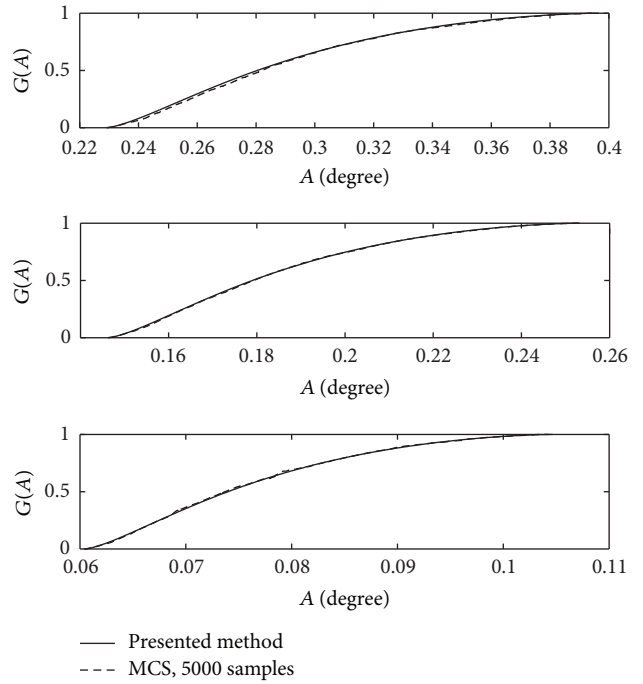 1
0.5
0
G(A)
0.22 0.24 0.26 0.28 0.3 0.32 0.34 0.36 0.38 0.4
A (degree)
1
0.5
0
G(A)
0.16 0.18 0.2 0.22 0.24 0.26
A (degree)
1
0.5
0
G(A)
0.06 0.07 0.08 0.09 0.1 0.11
A (degree)
Presented method
MCS, 5000 samples